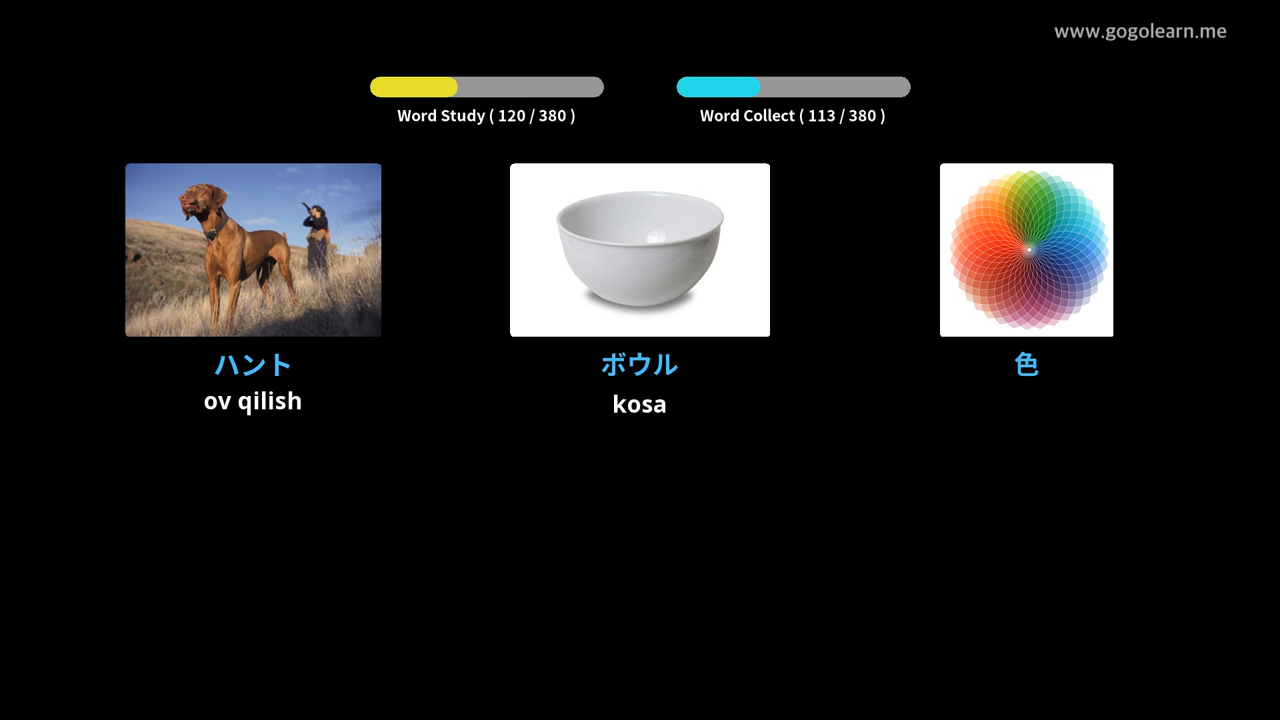 www.gogolearn.me
Word Study ( 120 / 380 )
Word Collect ( 113 / 380 )
ハント
ov qilish
ボウル
kosa
色